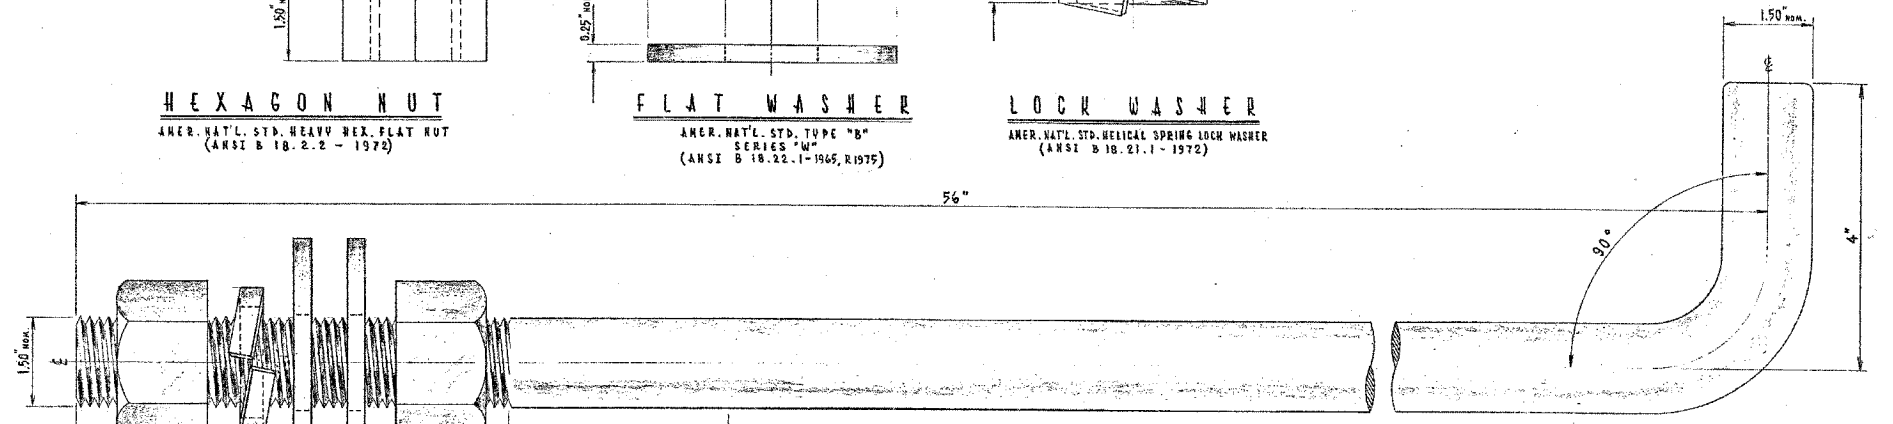 1.50" NOM.
0.25" NOM.
1.50" NOM.
HEXAGON NUT
AMER. NAT'L. STD. HEAVY HEX. FLAT NUT
(ANSI B 18.2.2 - 1972)
FLAT WASHER
AMER. NAT'L. STD. TYPE "B"
SERIES "W"
(ANSI B 18.22.1-1965, R1975)
LOCK WASHER
AMER. NAT'L. STD. HELICAL SPRING LOCK WASHER
(ANSI B 18.21.1 - 1972)
56"
90°
4"
1.50" NOM.